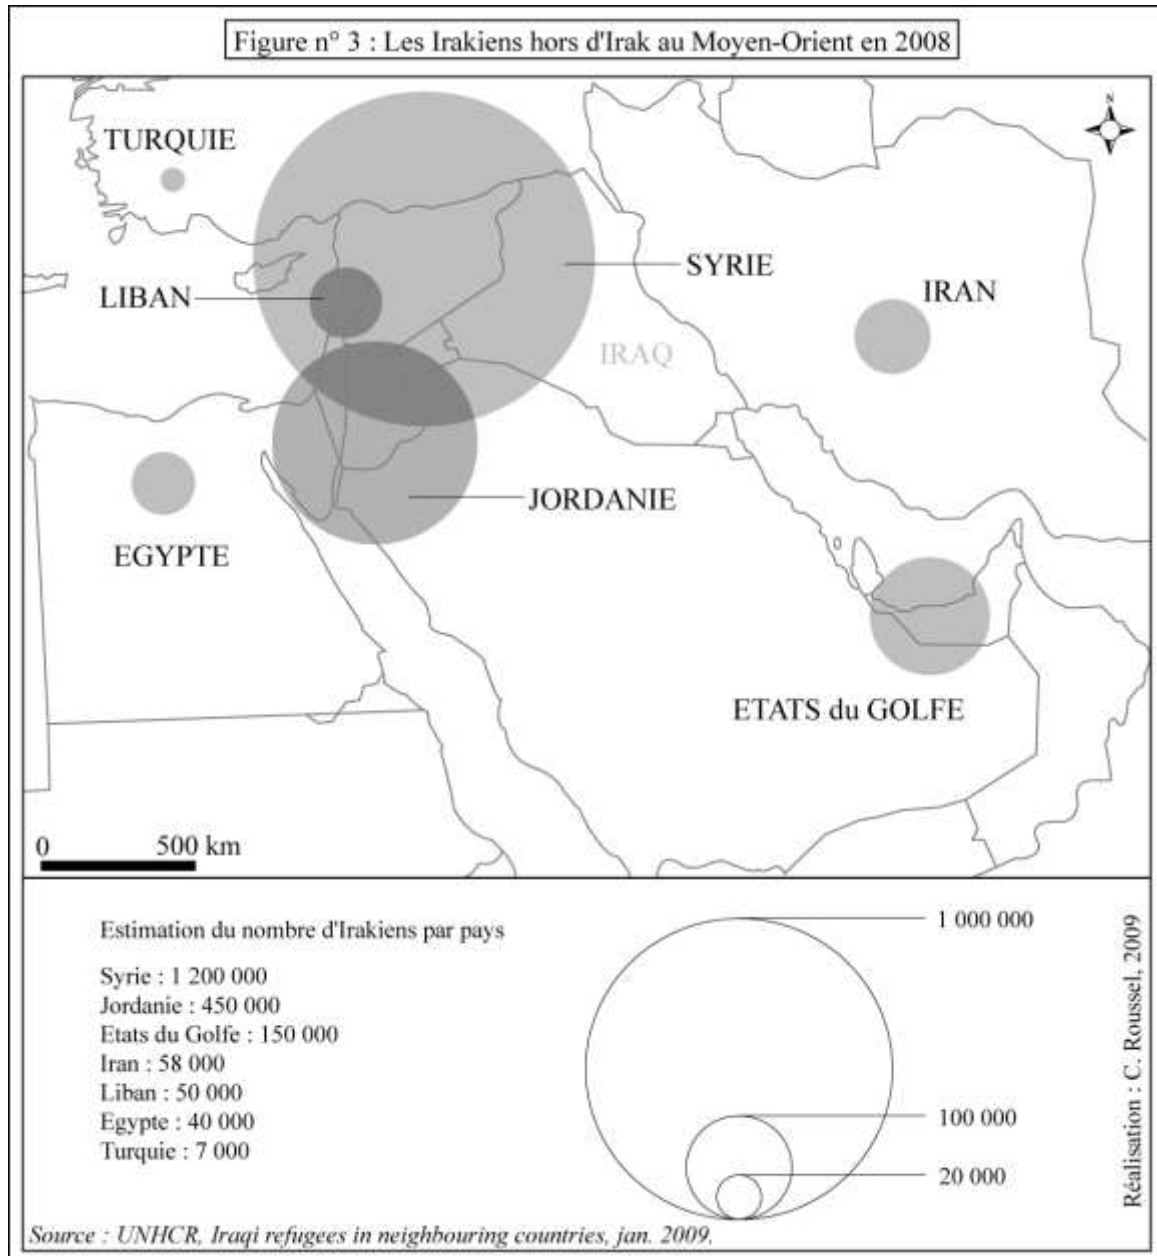 Figure n° 3 : Les Irakiens hors d'Irak au Moyen-Orient en 2008
N
TURQUIE
SYRIE
LIBAN
IRAN
IRAQ
JORDANIE
EGYPTE
ETATS du GOLFE
0 500 km
Estimation du nombre d'Irakiens par pays
Syrie : 1 200 000
Jordanie : 450 000
Etats du Golfe : 150 000
Iran : 58 000
Liban : 50 000
Egypte : 40 000
Turquie : 7 000
1 000 000
100 000
20 000
Réalisation : C. Roussel, 2009
Source : UNHCR, Iraqi refugees in neighbouring countries, jan. 2009.